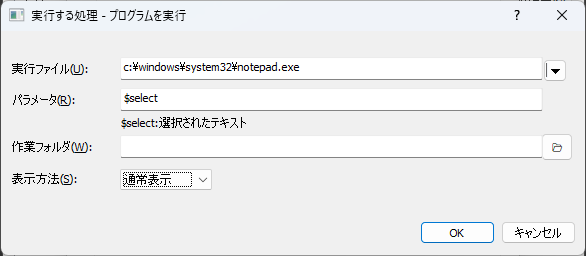 実行する処理 - プログラムを実行
実行ファイル(U): c:¥windows¥system32¥notepad.exe
パラメータ(R): $select
$select:選択されたテキスト
作業フォルダ(W):
表示方法(S): 通常表示
OK キャンセル